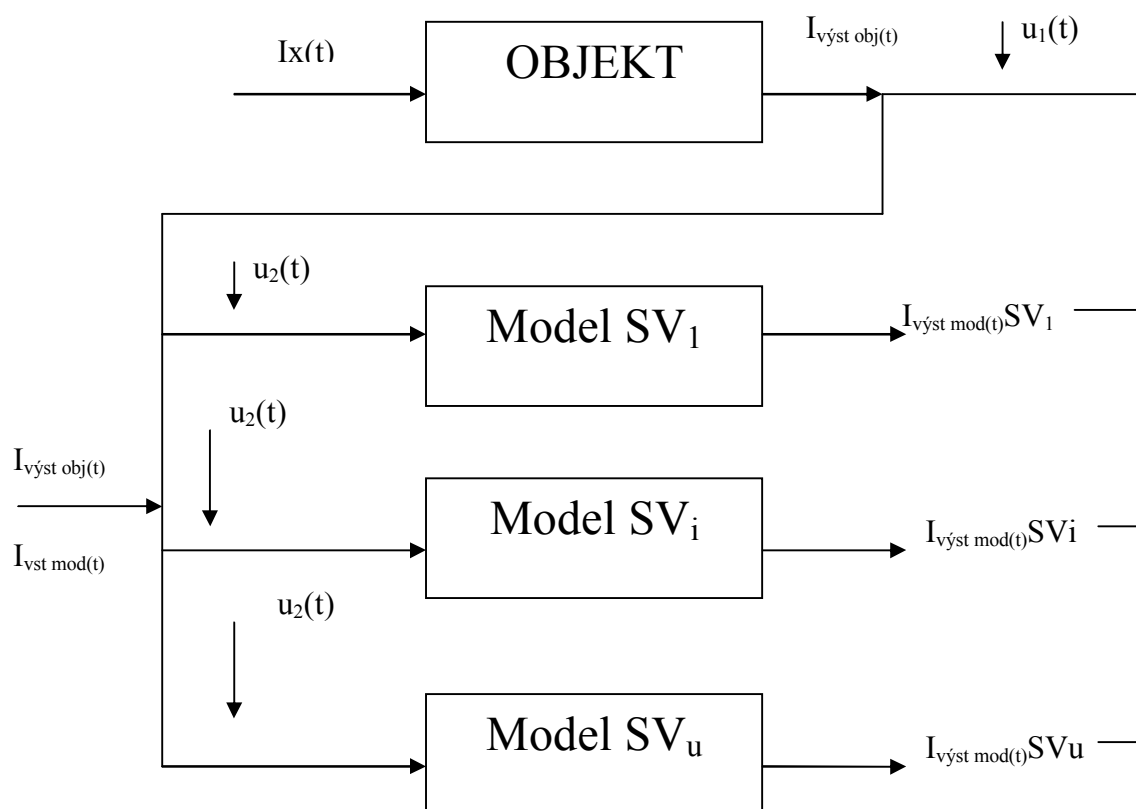 Ix(t)
OBJEKT
Ivýst obj(t)
u1(t)
u2(t)
Model SV1
Ivýst mod(t)SV1
u2(t)
Ivýst obj(t)
Ivst mod(t)
Model SVi
Ivýst mod(t)SVi
u2(t)
Model SVu
Ivýst mod(t)SVu